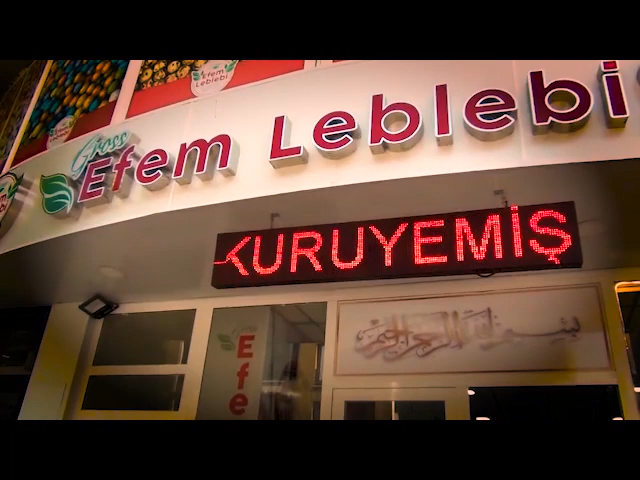 Efem
Leblebi
Gross
Efem Leblebi
KURUYEMİŞ
Efe
بسم الله الرحمن الرحيم